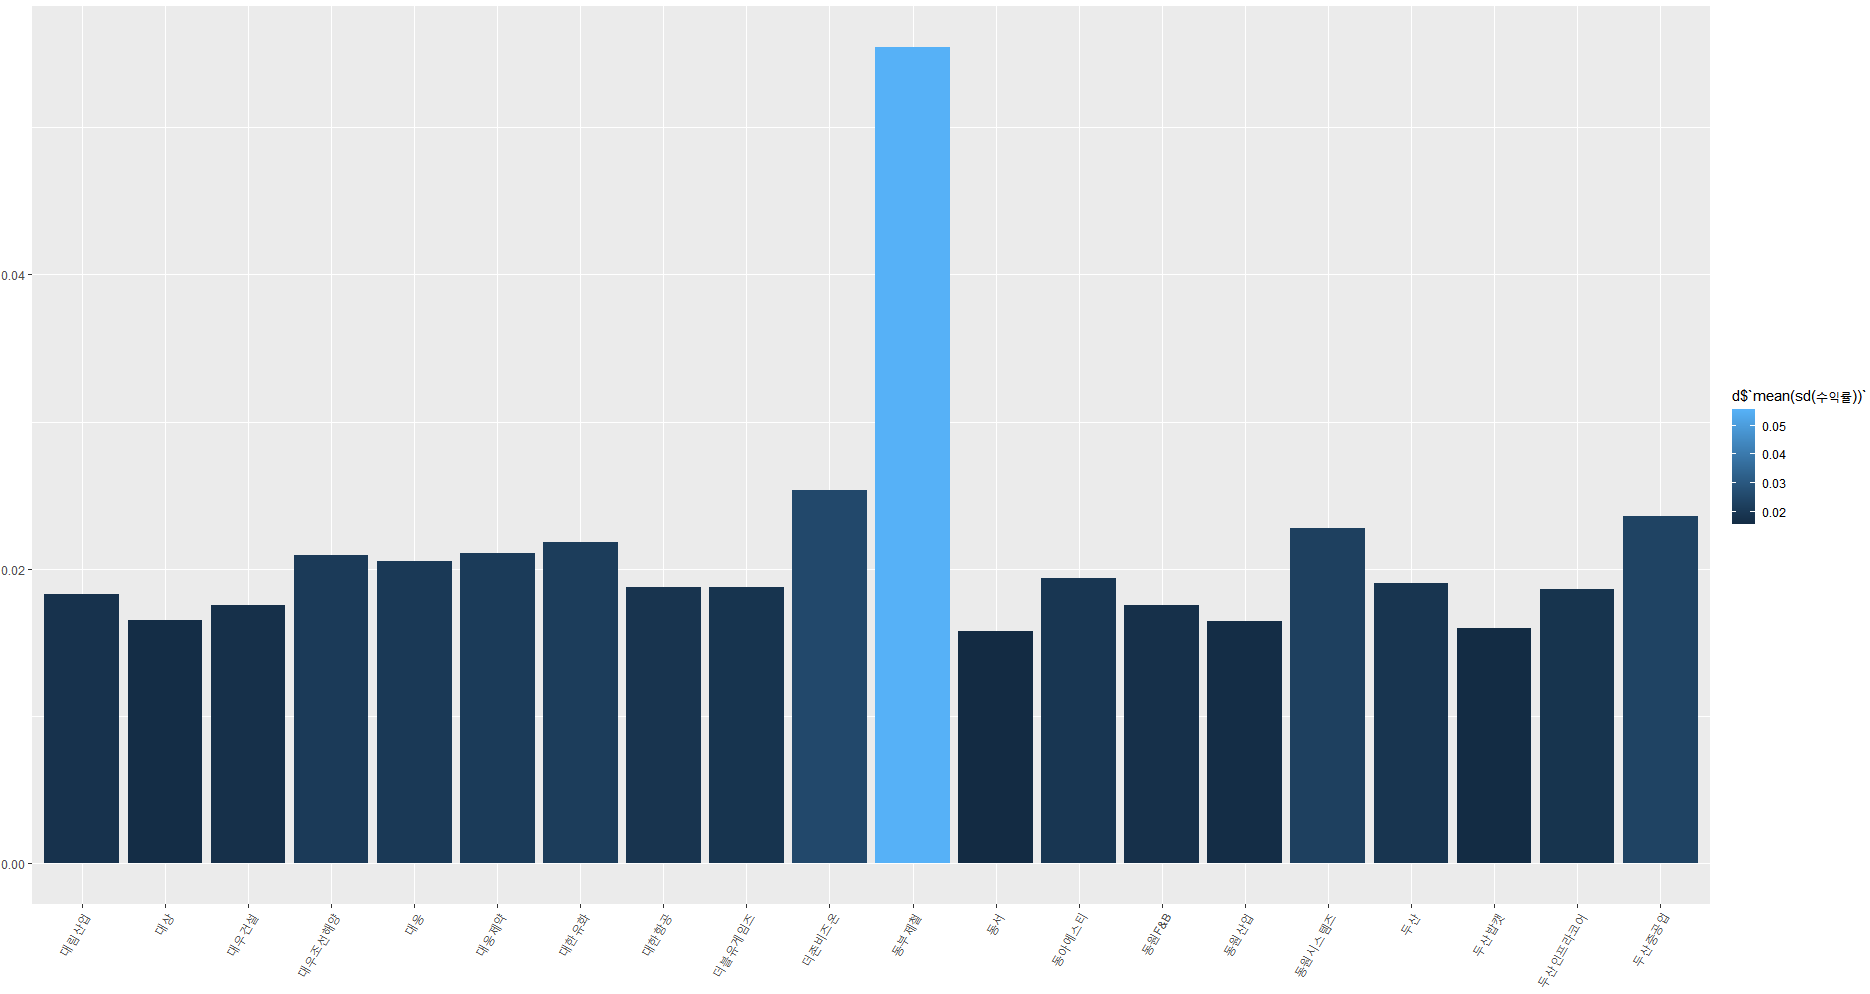 0.04
0.02
0.00
대림산업
대상
대우건설
대우조선해양
대웅
대웅제약
대한유화
대한항공
더블유게임즈
더존비즈온
동부제철
동서
동아에스티
동원F&B
동원산업
동원시스템즈
두산
두산밥캣
두산인프라코어
두산중공업
d$`mean(sd(수익률))`
0.05
0.04
0.03
0.02